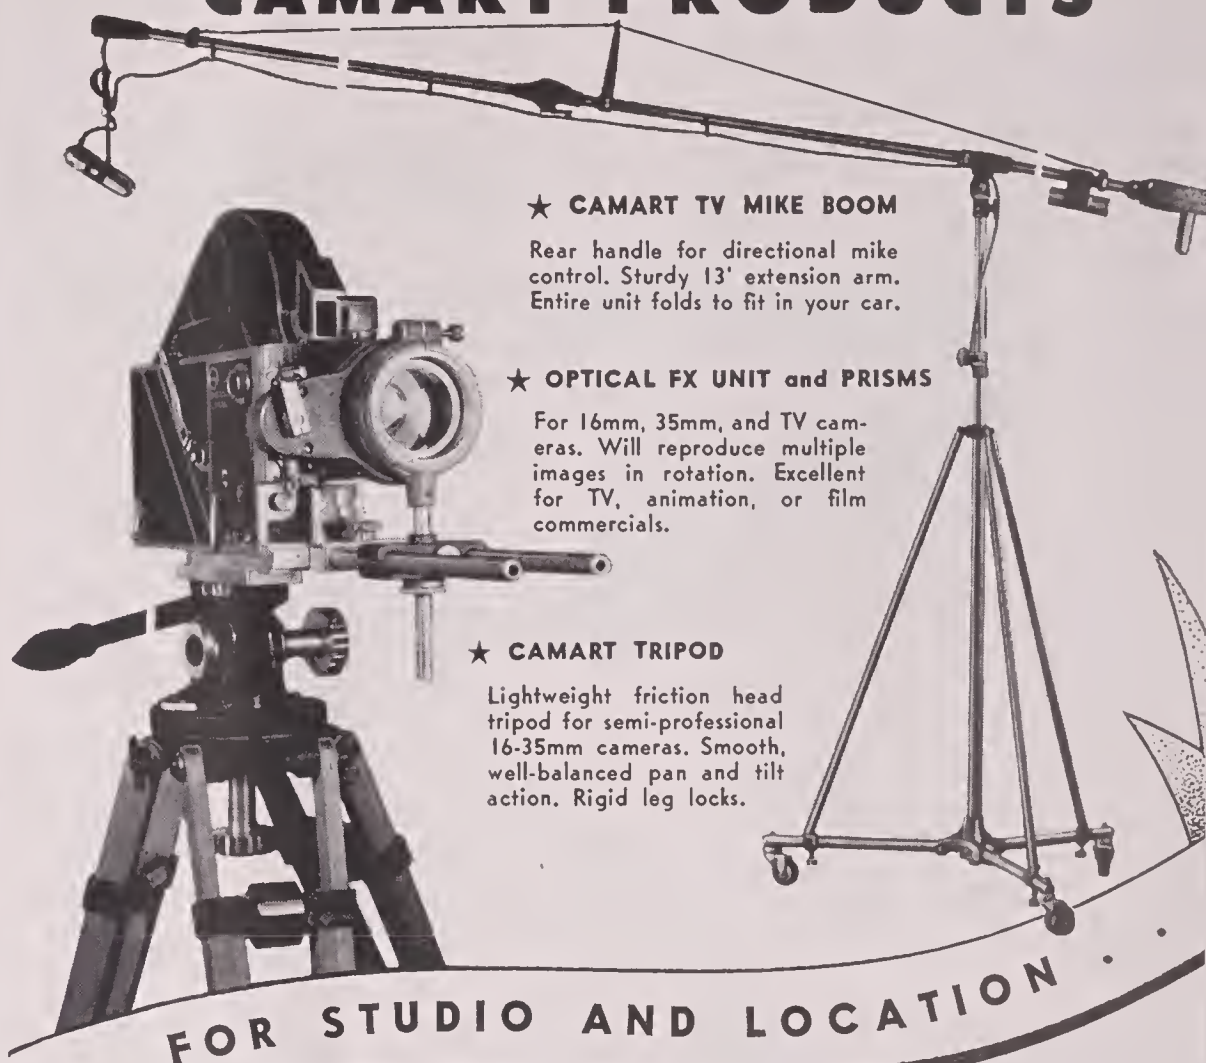 CAMART PRODUCTS
★ CAMART TV MIKE BOOM
Rear handle for directional mike
control. Sturdy 13' extension arm.
Entire unit folds to fit in your car.
★ OPTICAL FX UNIT and PRISMS
For 16mm, 35mm, and TV cam-
eras. Will reproduce multiple
images in rotation. Excellent
for TV, animation, or film
commercials.
★ CAMART TRIPOD
Lightweight friction head
tripod for semi-professional
16-35mm cameras. Smooth,
well-balanced pan and tilt
action. Rigid leg locks.
FOR STUDIO AND LOCATION . .